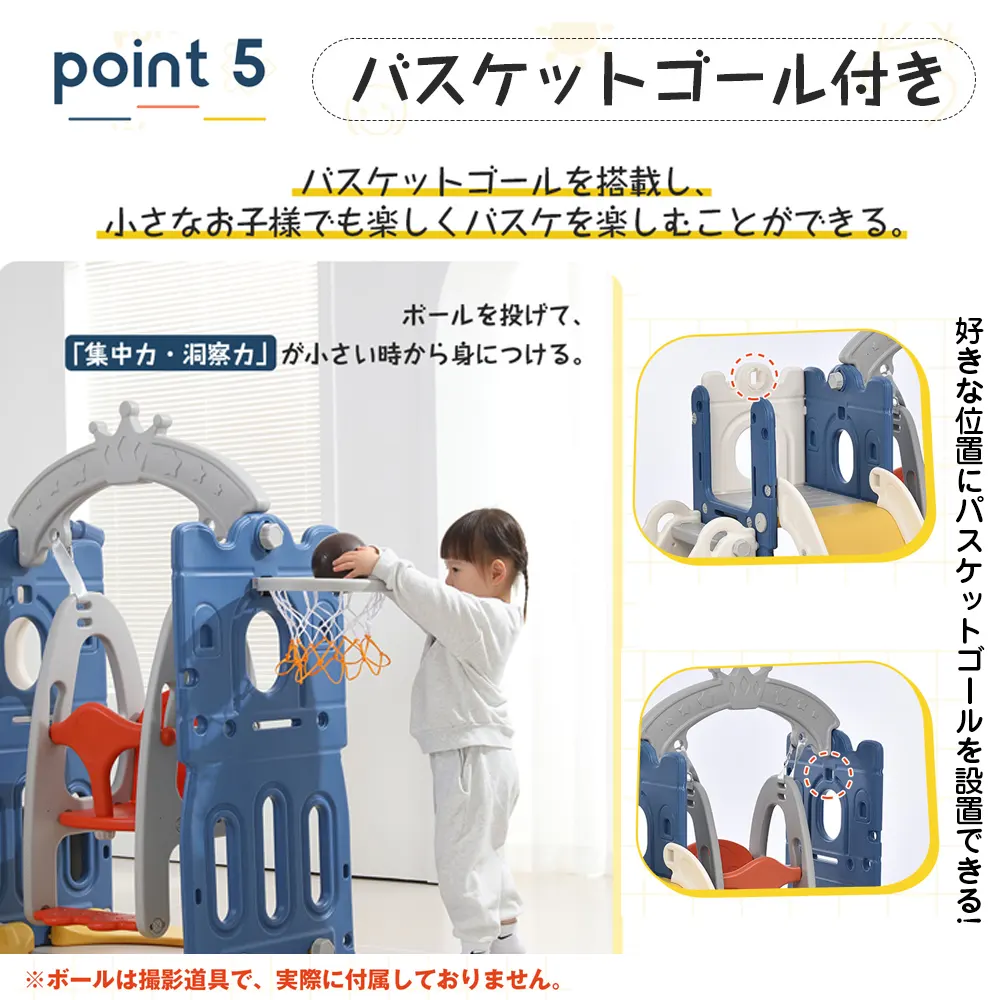 point 5
バスケットゴール付き
バスケットゴールを搭載し、
小さなお子様でも楽しくバスケを楽しむことができる。
ボールを投げて、
「集中力・洞察力」が小さい時から身につける。
好きな位置にバスケットゴールを設置できる!
※ボールは撮影道具で、実際に付属しておりません。